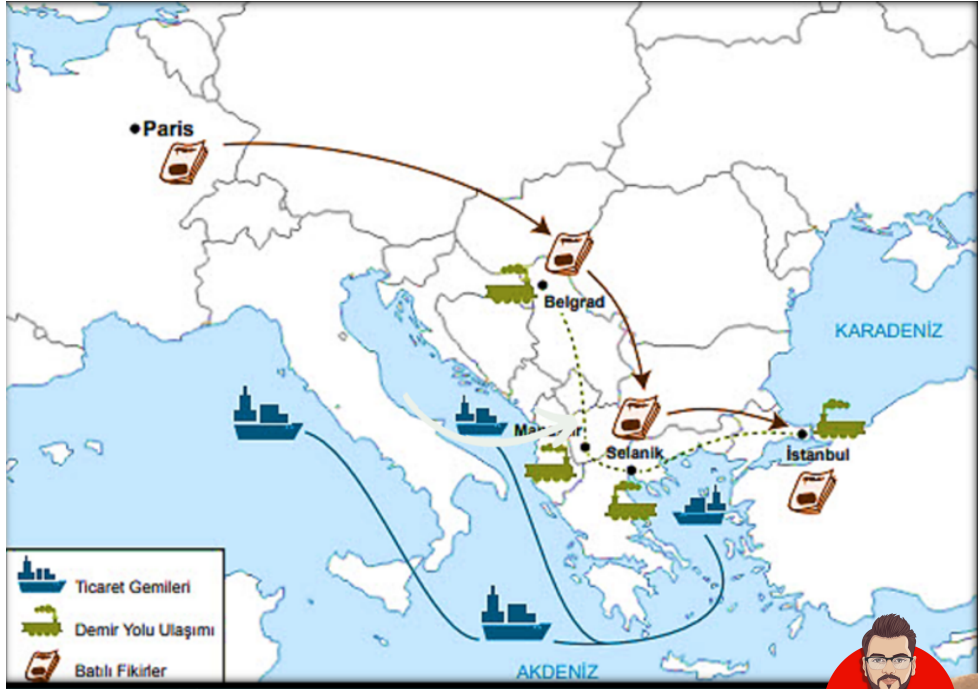 Paris
Belgrad
KARADENİZ
Selanik
İstanbul
Ticaret Gemileri
Demir Yolu Ulaşımı
Batılı Fikirler
AKDENİZ